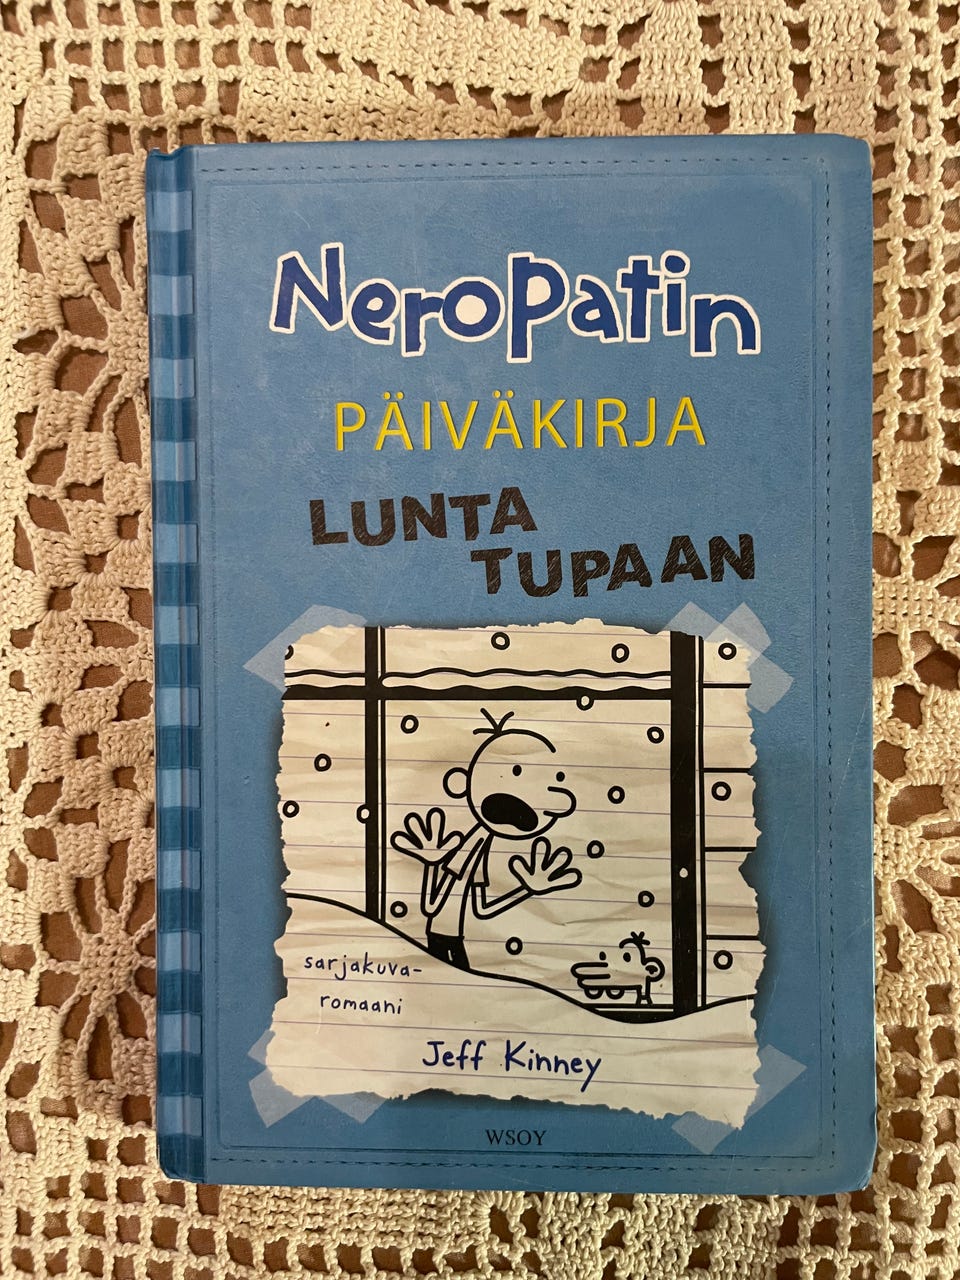 Neropatin
PÄIVÄKIRJA
LUNTA
TUPAAN
sarjakuva-
romaani
Jeff Kinney
WSOY